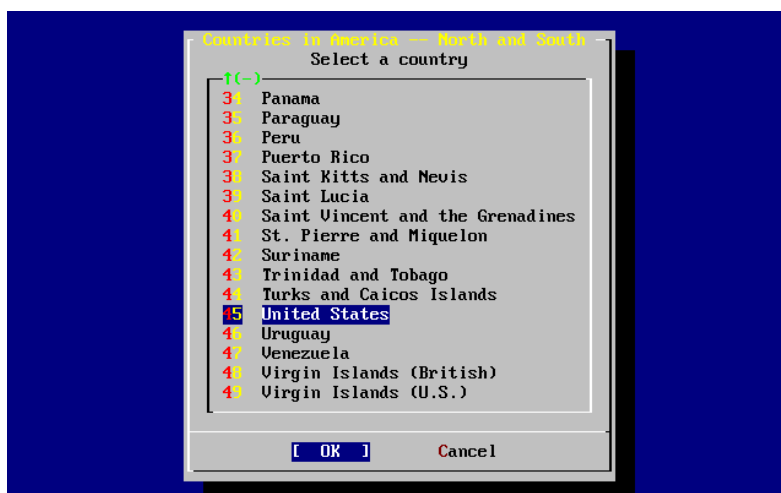 Countries in America -- North and South
Select a country
↑(-)
34 Panama
35 Paraguay
36 Peru
37 Puerto Rico
38 Saint Kitts and Nevis
39 Saint Lucia
40 Saint Vincent and the Grenadines
41 St. Pierre and Miquelon
42 Suriname
43 Trinidad and Tobago
44 Turks and Caicos Islands
45 United States
46 Uruguay
47 Venezuela
48 Virgin Islands (British)
49 Virgin Islands (U.S.)
[ OK ] Cancel